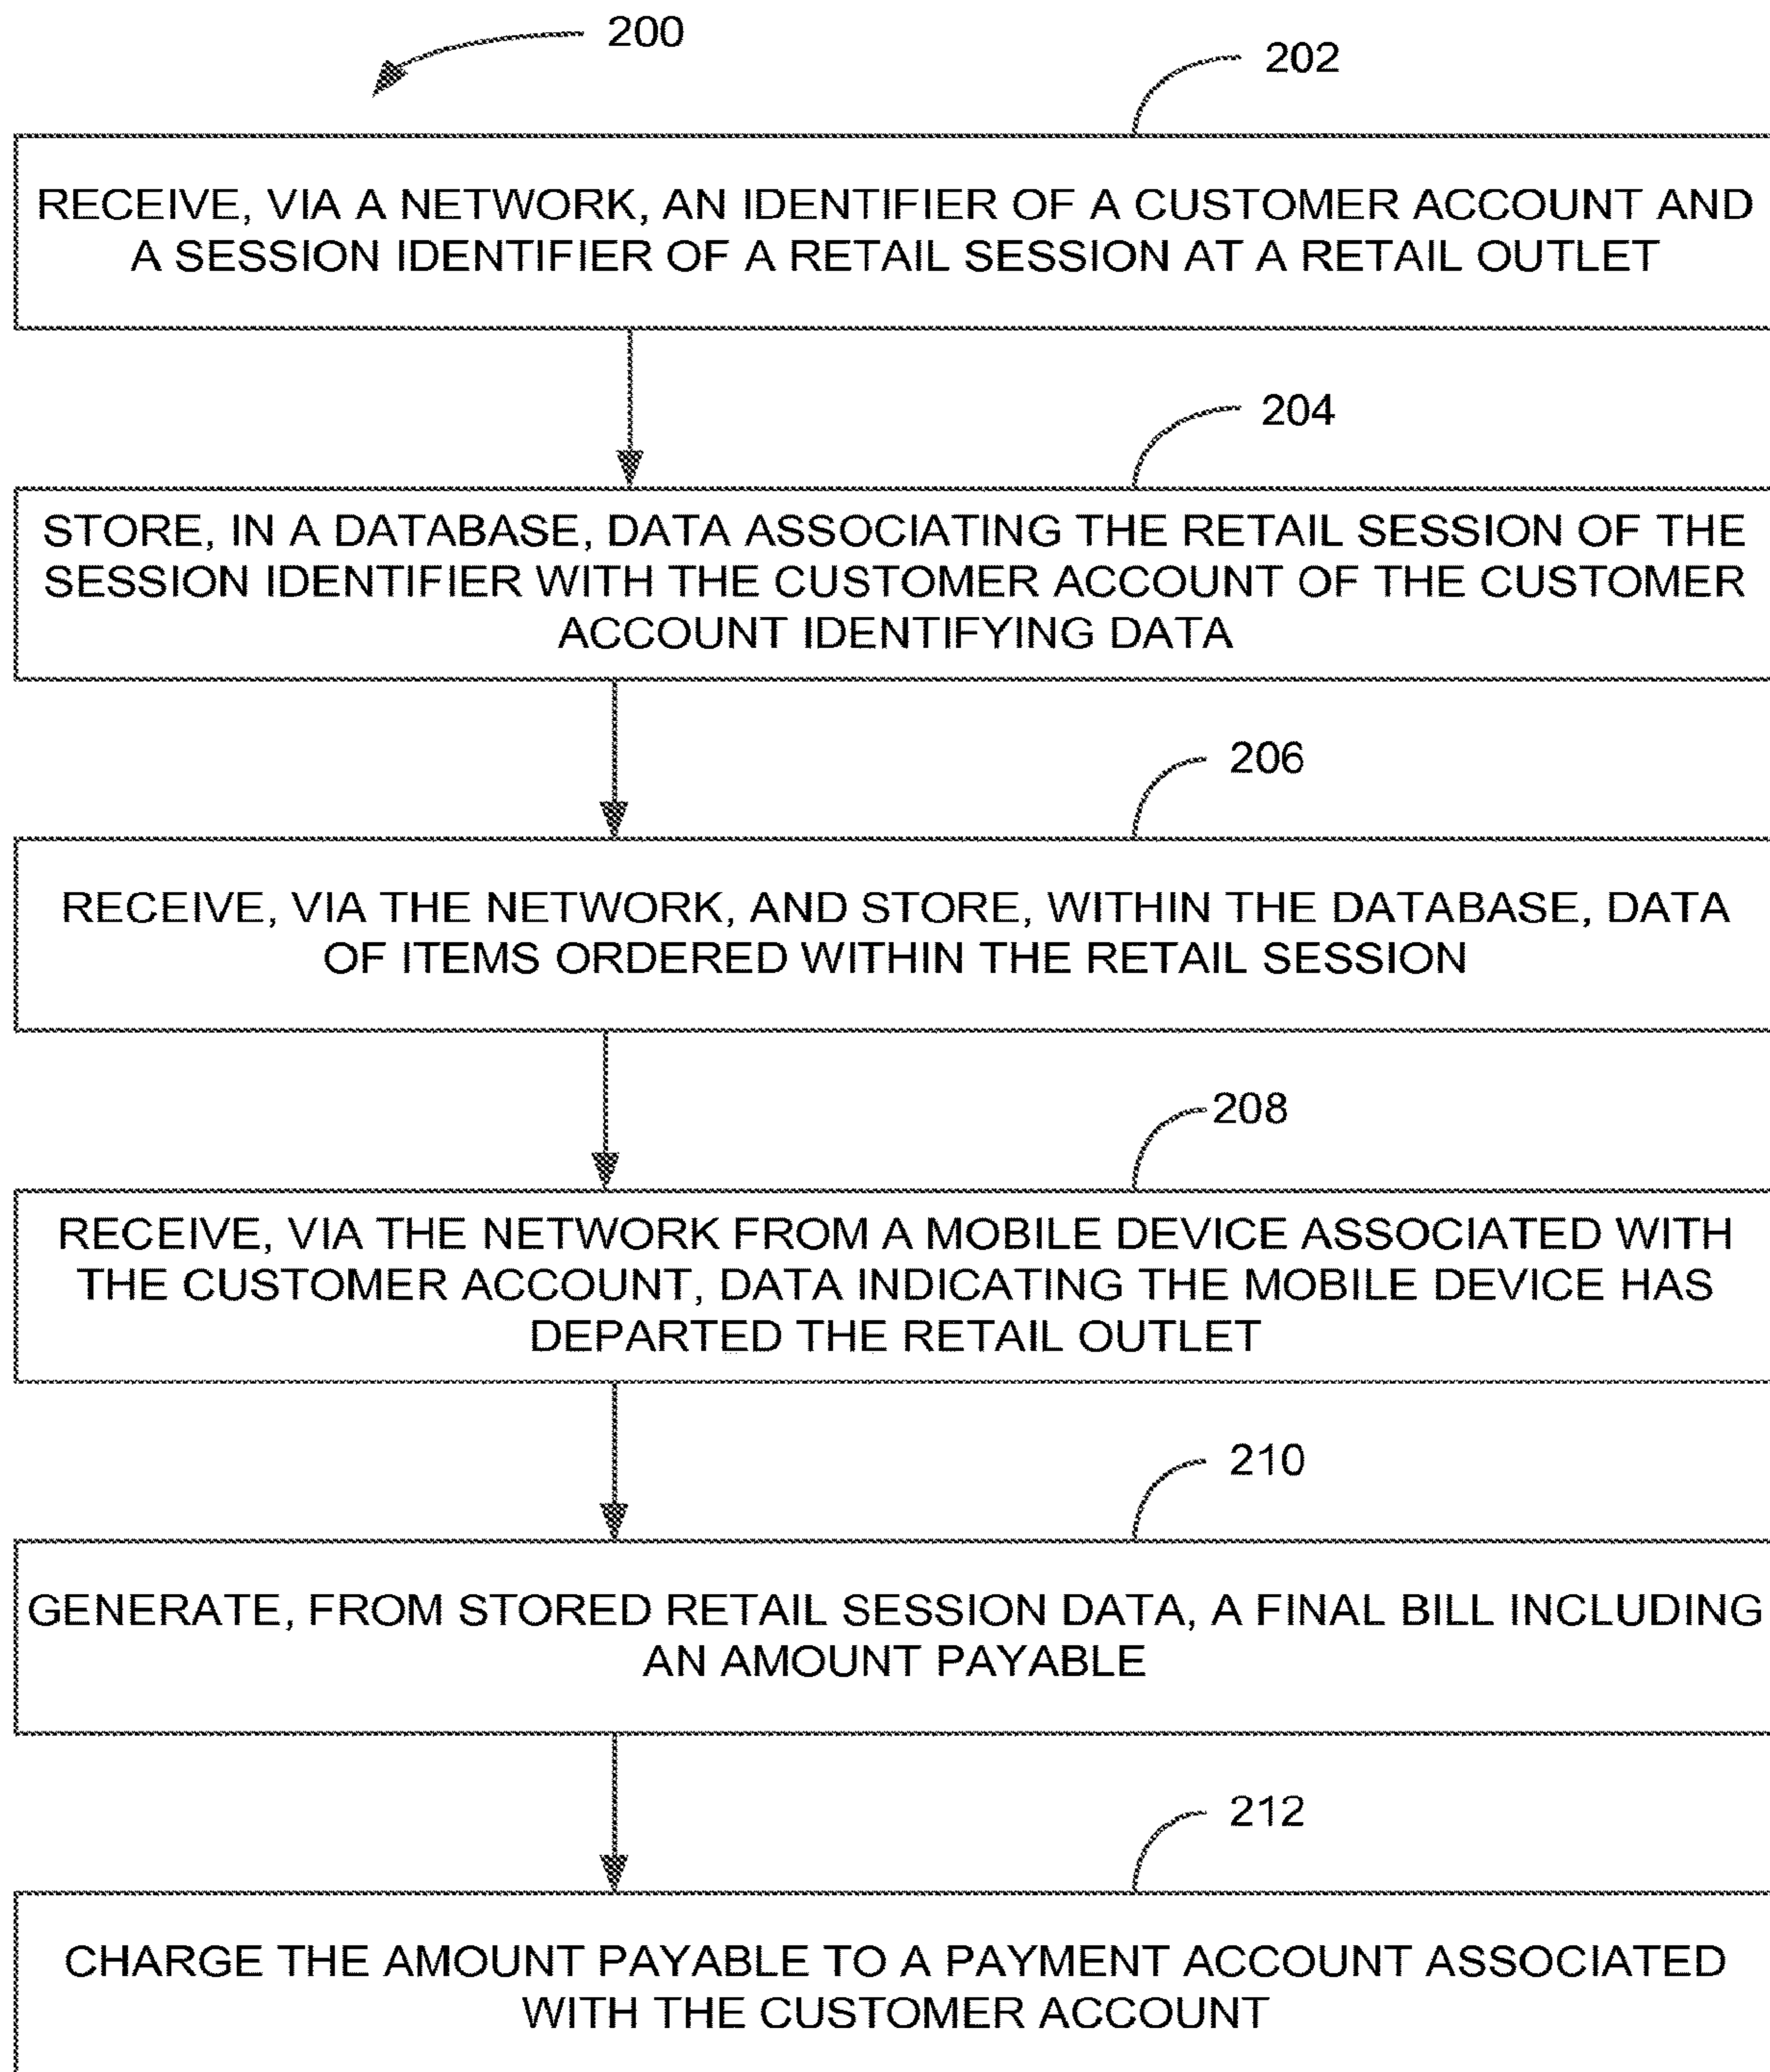 200
202
RECEIVE, VIA A NETWORK, AN IDENTIFIER OF A CUSTOMER ACCOUNT AND
A SESSION IDENTIFIER OF A RETAIL SESSION AT A RETAIL OUTLET
204
STORE, IN A DATABASE, DATA ASSOCIATING THE RETAIL SESSION OF THE
SESSION IDENTIFIER WITH THE CUSTOMER ACCOUNT OF THE CUSTOMER
ACCOUNT IDENTIFYING DATA
206
RECEIVE, VIA THE NETWORK, AND STORE, WITHIN THE DATABASE, DATA
OF ITEMS ORDERED WITHIN THE RETAIL SESSION
208
RECEIVE, VIA THE NETWORK FROM A MOBILE DEVICE ASSOCIATED WITH
THE CUSTOMER ACCOUNT, DATA INDICATING THE MOBILE DEVICE HAS
DEPARTED THE RETAIL OUTLET
210
GENERATE, FROM STORED RETAIL SESSION DATA, A FINAL BILL INCLUDING
AN AMOUNT PAYABLE
212
CHARGE THE AMOUNT PAYABLE TO A PAYMENT ACCOUNT ASSOCIATED
WITH THE CUSTOMER ACCOUNT